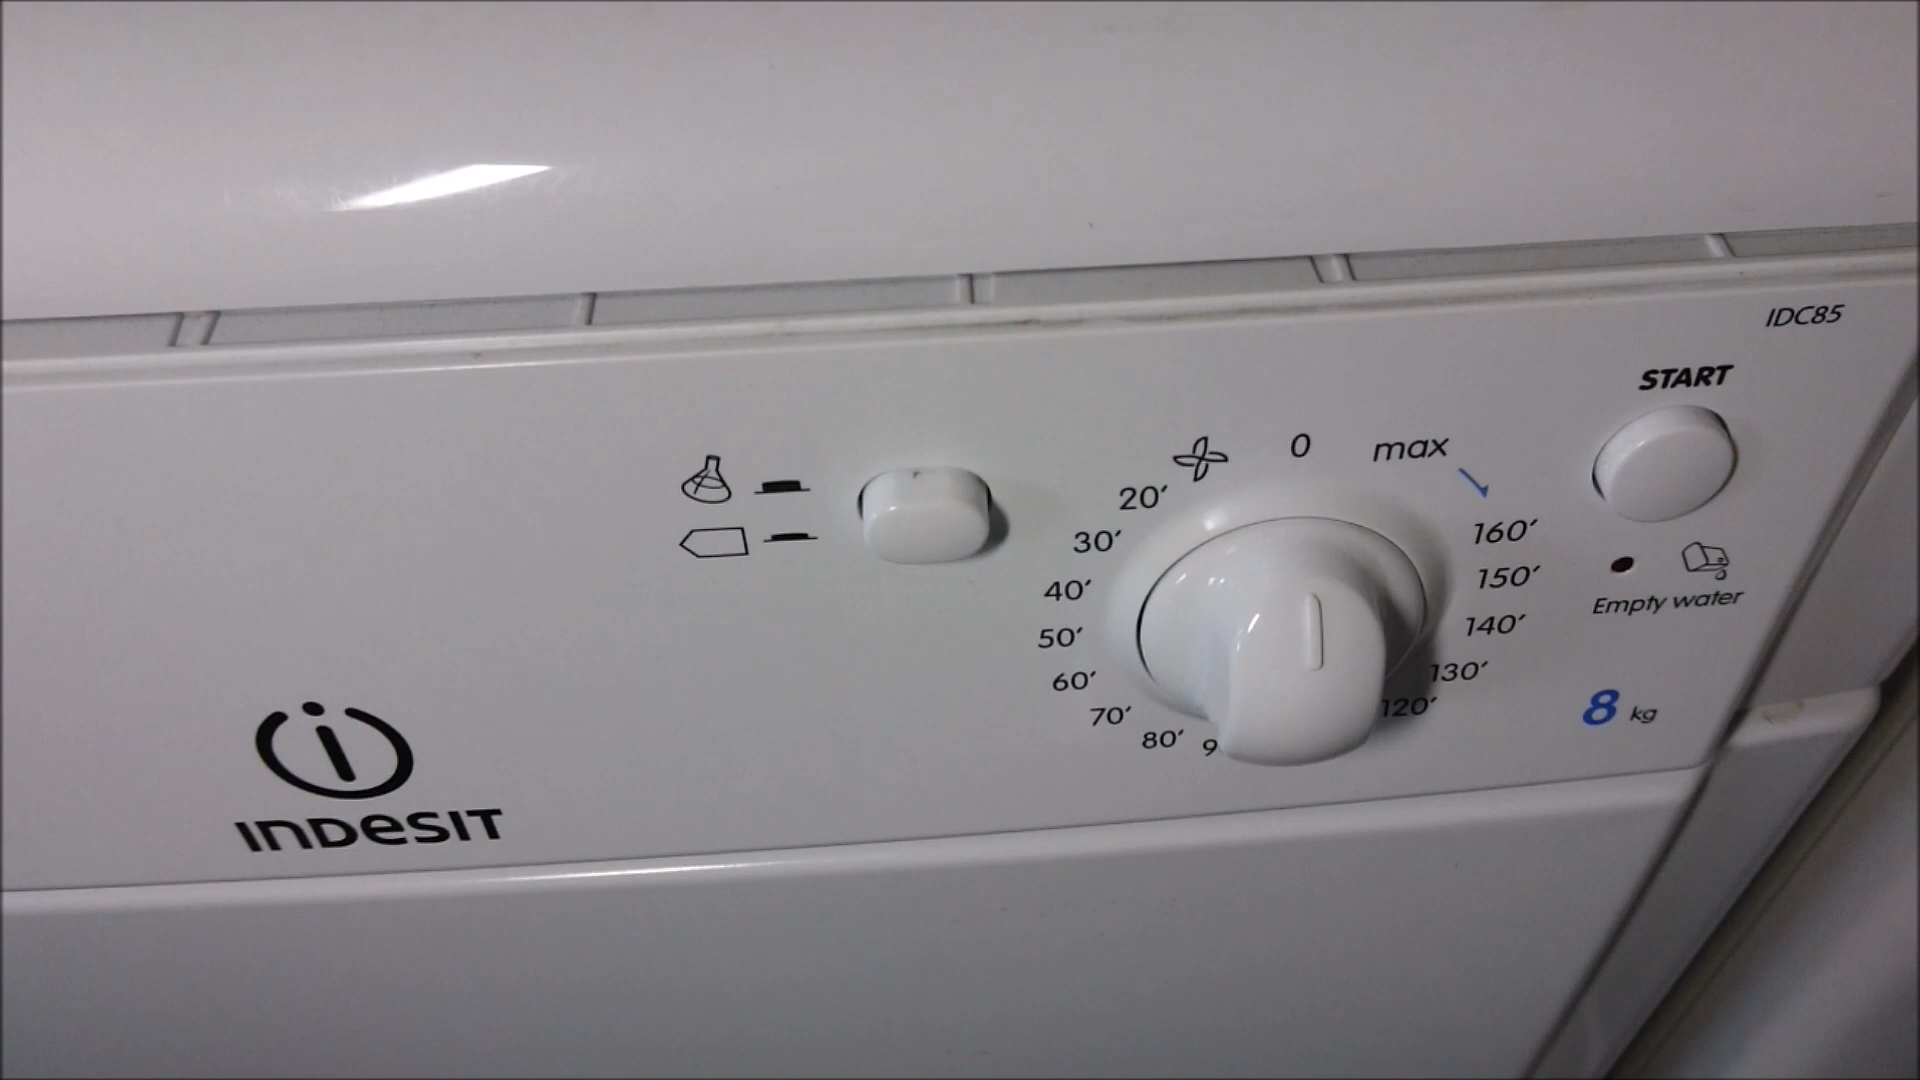 IDC85
START
0
max
20′
30′
40′
50′
60′
70′
80′
9
160′
150′
140′
130′
120′
Empty water
8 kg
INDESIT